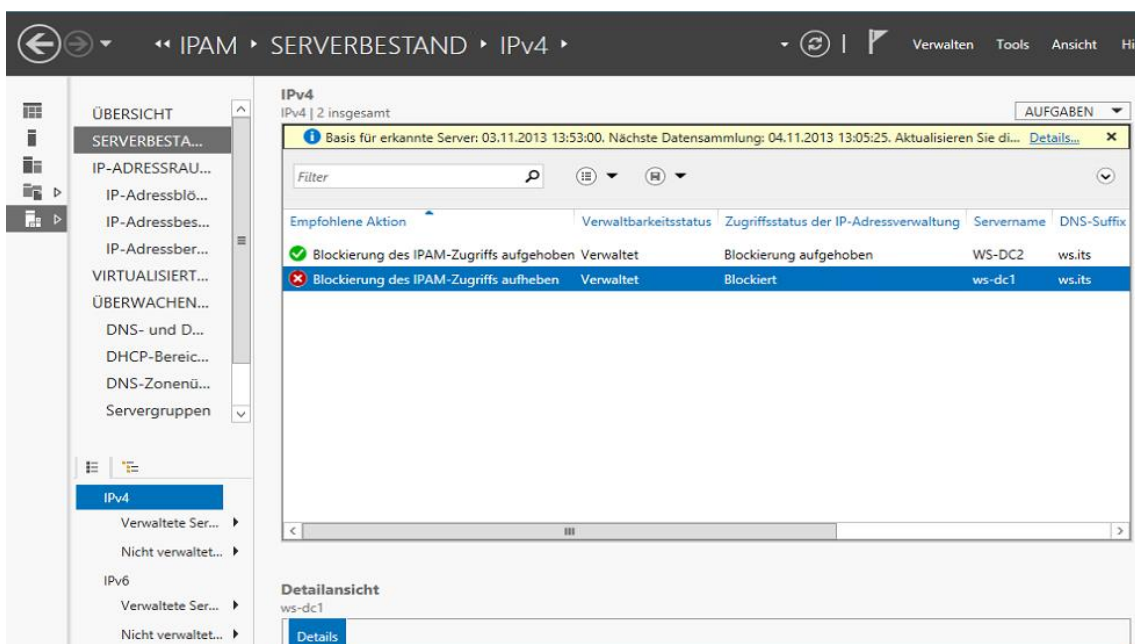 IPAM SERVERBESTAND IPv4
Verwalten Tools Ansicht Hi
ÜBERSICHT
SERVERBESTA...
IP-ADRESSRAU...
IP-Adressblö...
IP-Adressbes...
IP-Adressber...
VIRTUALISIERT...
ÜBERWACHEN...
DNS- und D...
DHCP-Bereic...
DNS-Zonenü...
Servergruppen
IPv4
Verwaltete Ser...
Nicht verwaltet...
IPv6
Verwaltete Ser...
Nicht verwaltet...
IPv4
IPv4 | 2 insgesamt
AUFGABEN
Basis für erkannte Server: 03.11.2013 13:53:00. Nächste Datensammlung: 04.11.2013 13:05:25. Aktualisieren Sie di... Details...
Filter
Empfohlene Aktion Verwaltbarkeitsstatus Zugriffsstatus der IP-Adressverwaltung Servername DNS-Suffix
Blockierung des IPAM-Zugriffs aufgehoben Verwaltet Blockierung aufgehoben WS-DC2 ws.its
Blockierung des IPAM-Zugriffs aufheben Verwaltet Blockiert ws-dc1 ws.its
Detailansicht
ws-dc1
Details